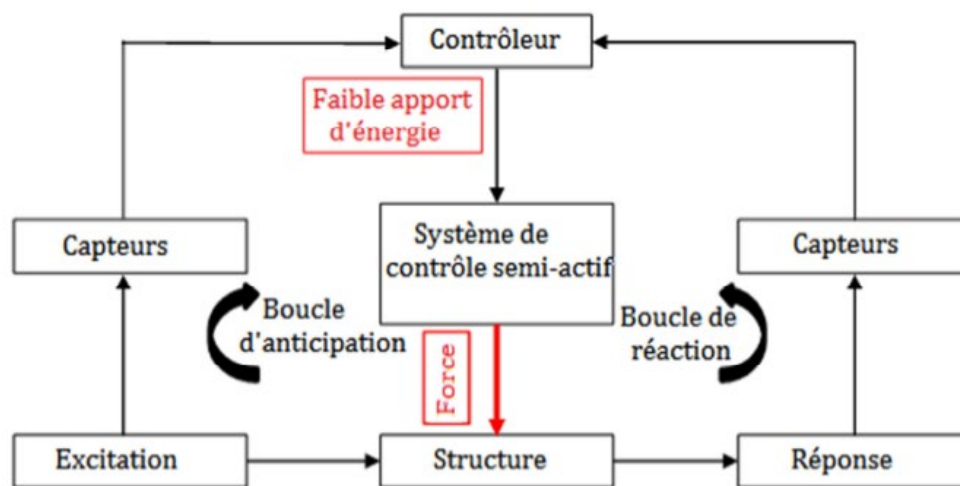 Contrôleur
Faible apport
d'énergie
Capteurs
Système de
contrôle semi-actif
Capteurs
Boucle
d'anticipation
Boucle de
réaction
Force
Excitation
Structure
Réponse